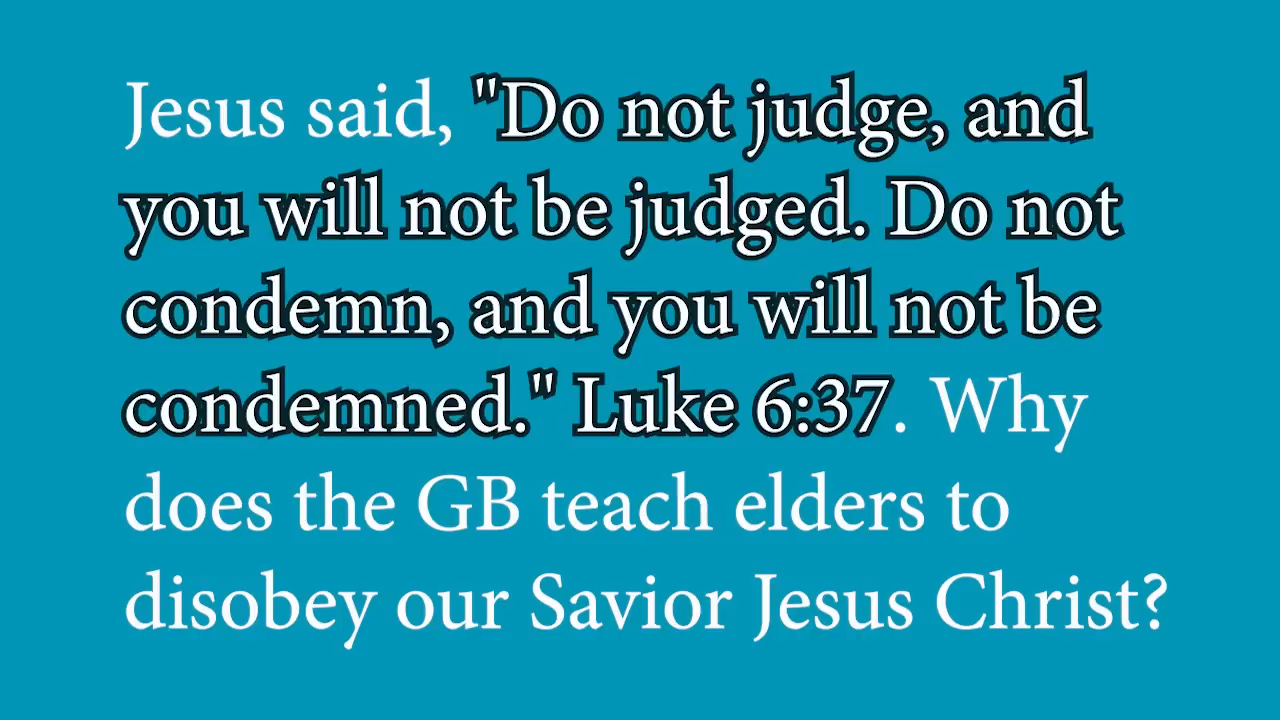 Jesus said, "Do not judge, and
you will not be judged. Do not
condemn, and you will not be
condemned." Luke 6:37. Why
does the GB teach elders to
disobey our Savior Jesus Christ?